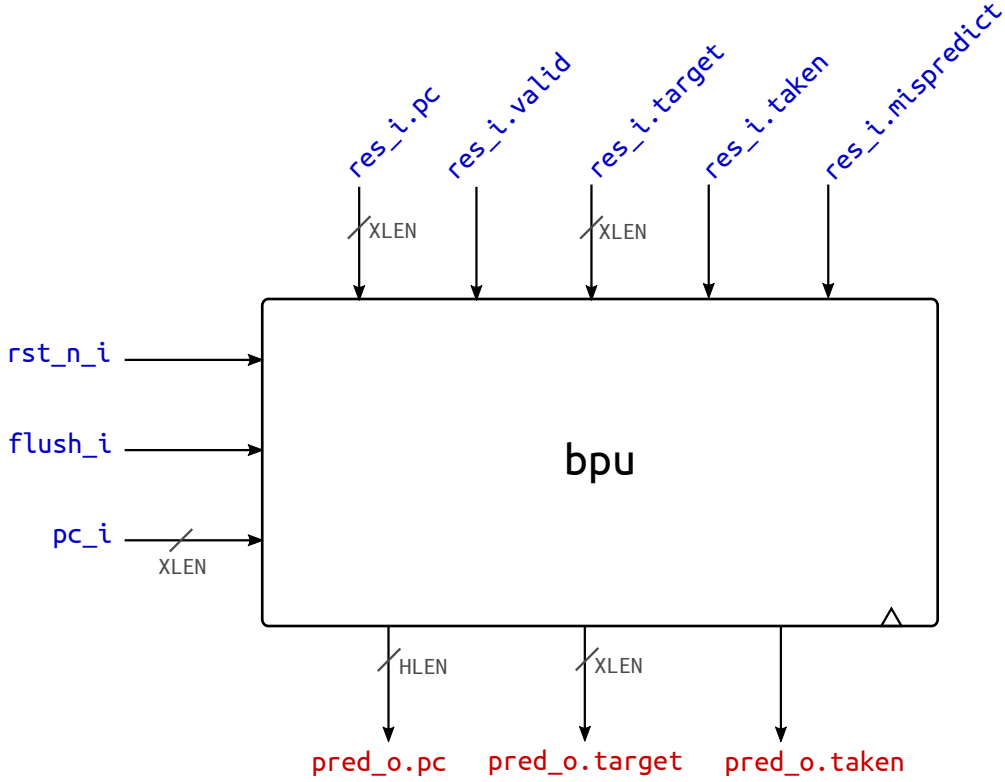 res_i.pc
res_i.valid
res_i.target
res_i.taken
res_i.mispredict
XLEN
XLEN
rst_n_i
flush_i
bpu
pc_i
XLEN
HLEN
XLEN
pred_o.pc
pred_o.target
pred_o.taken